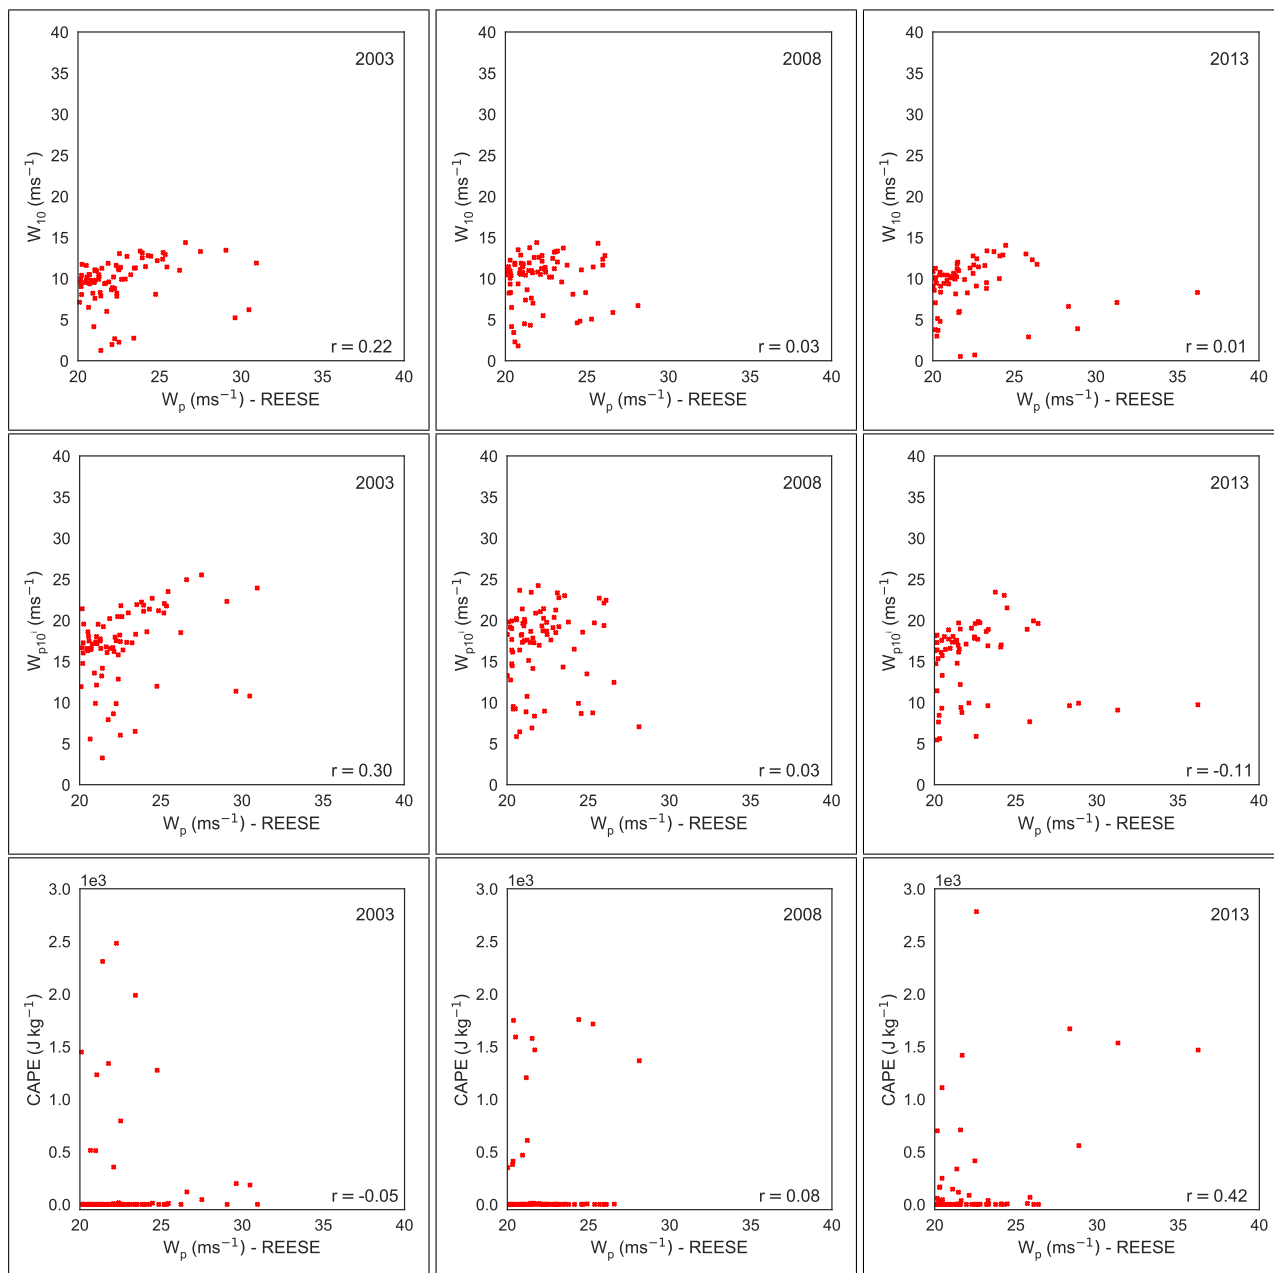 40
35
30
25
20
15
10
5
0
W₁₀ (ms⁻¹)
2003
r = 0.22
20 25 30 35 40
Wₚ (ms⁻¹) - REESE
40
35
30
25
20
15
10
5
0
W₁₀ (ms⁻¹)
2008
r = 0.03
20 25 30 35 40
Wₚ (ms⁻¹) - REESE
40
35
30
25
20
15
10
5
0
W₁₀ (ms⁻¹)
2013
r = 0.01
20 25 30 35 40
Wₚ (ms⁻¹) - REESE
40
35
30
25
20
15
10
5
0
Wₚ₁₀ⁱ (ms⁻¹)
2003
r = 0.30
20 25 30 35 40
Wₚ (ms⁻¹) - REESE
40
35
30
25
20
15
10
5
0
Wₚ₁₀ⁱ (ms⁻¹)
2008
r = 0.03
20 25 30 35 40
Wₚ (ms⁻¹) - REESE
40
35
30
25
20
15
10
5
0
Wₚ₁₀ⁱ (ms⁻¹)
2013
r = -0.11
20 25 30 35 40
Wₚ (ms⁻¹) - REESE
1e3
3.0
2.5
2.0
1.5
1.0
0.5
0.0
CAPE (J kg⁻¹)
2003
r = -0.05
20 25 30 35 40
Wₚ (ms⁻¹) - REESE
1e3
3.0
2.5
2.0
1.5
1.0
0.5
0.0
CAPE (J kg⁻¹)
2008
r = 0.08
20 25 30 35 40
Wₚ (ms⁻¹) - REESE
1e3
3.0
2.5
2.0
1.5
1.0
0.5
0.0
CAPE (J kg⁻¹)
2013
r = 0.42
20 25 30 35 40
Wₚ (ms⁻¹) - REESE